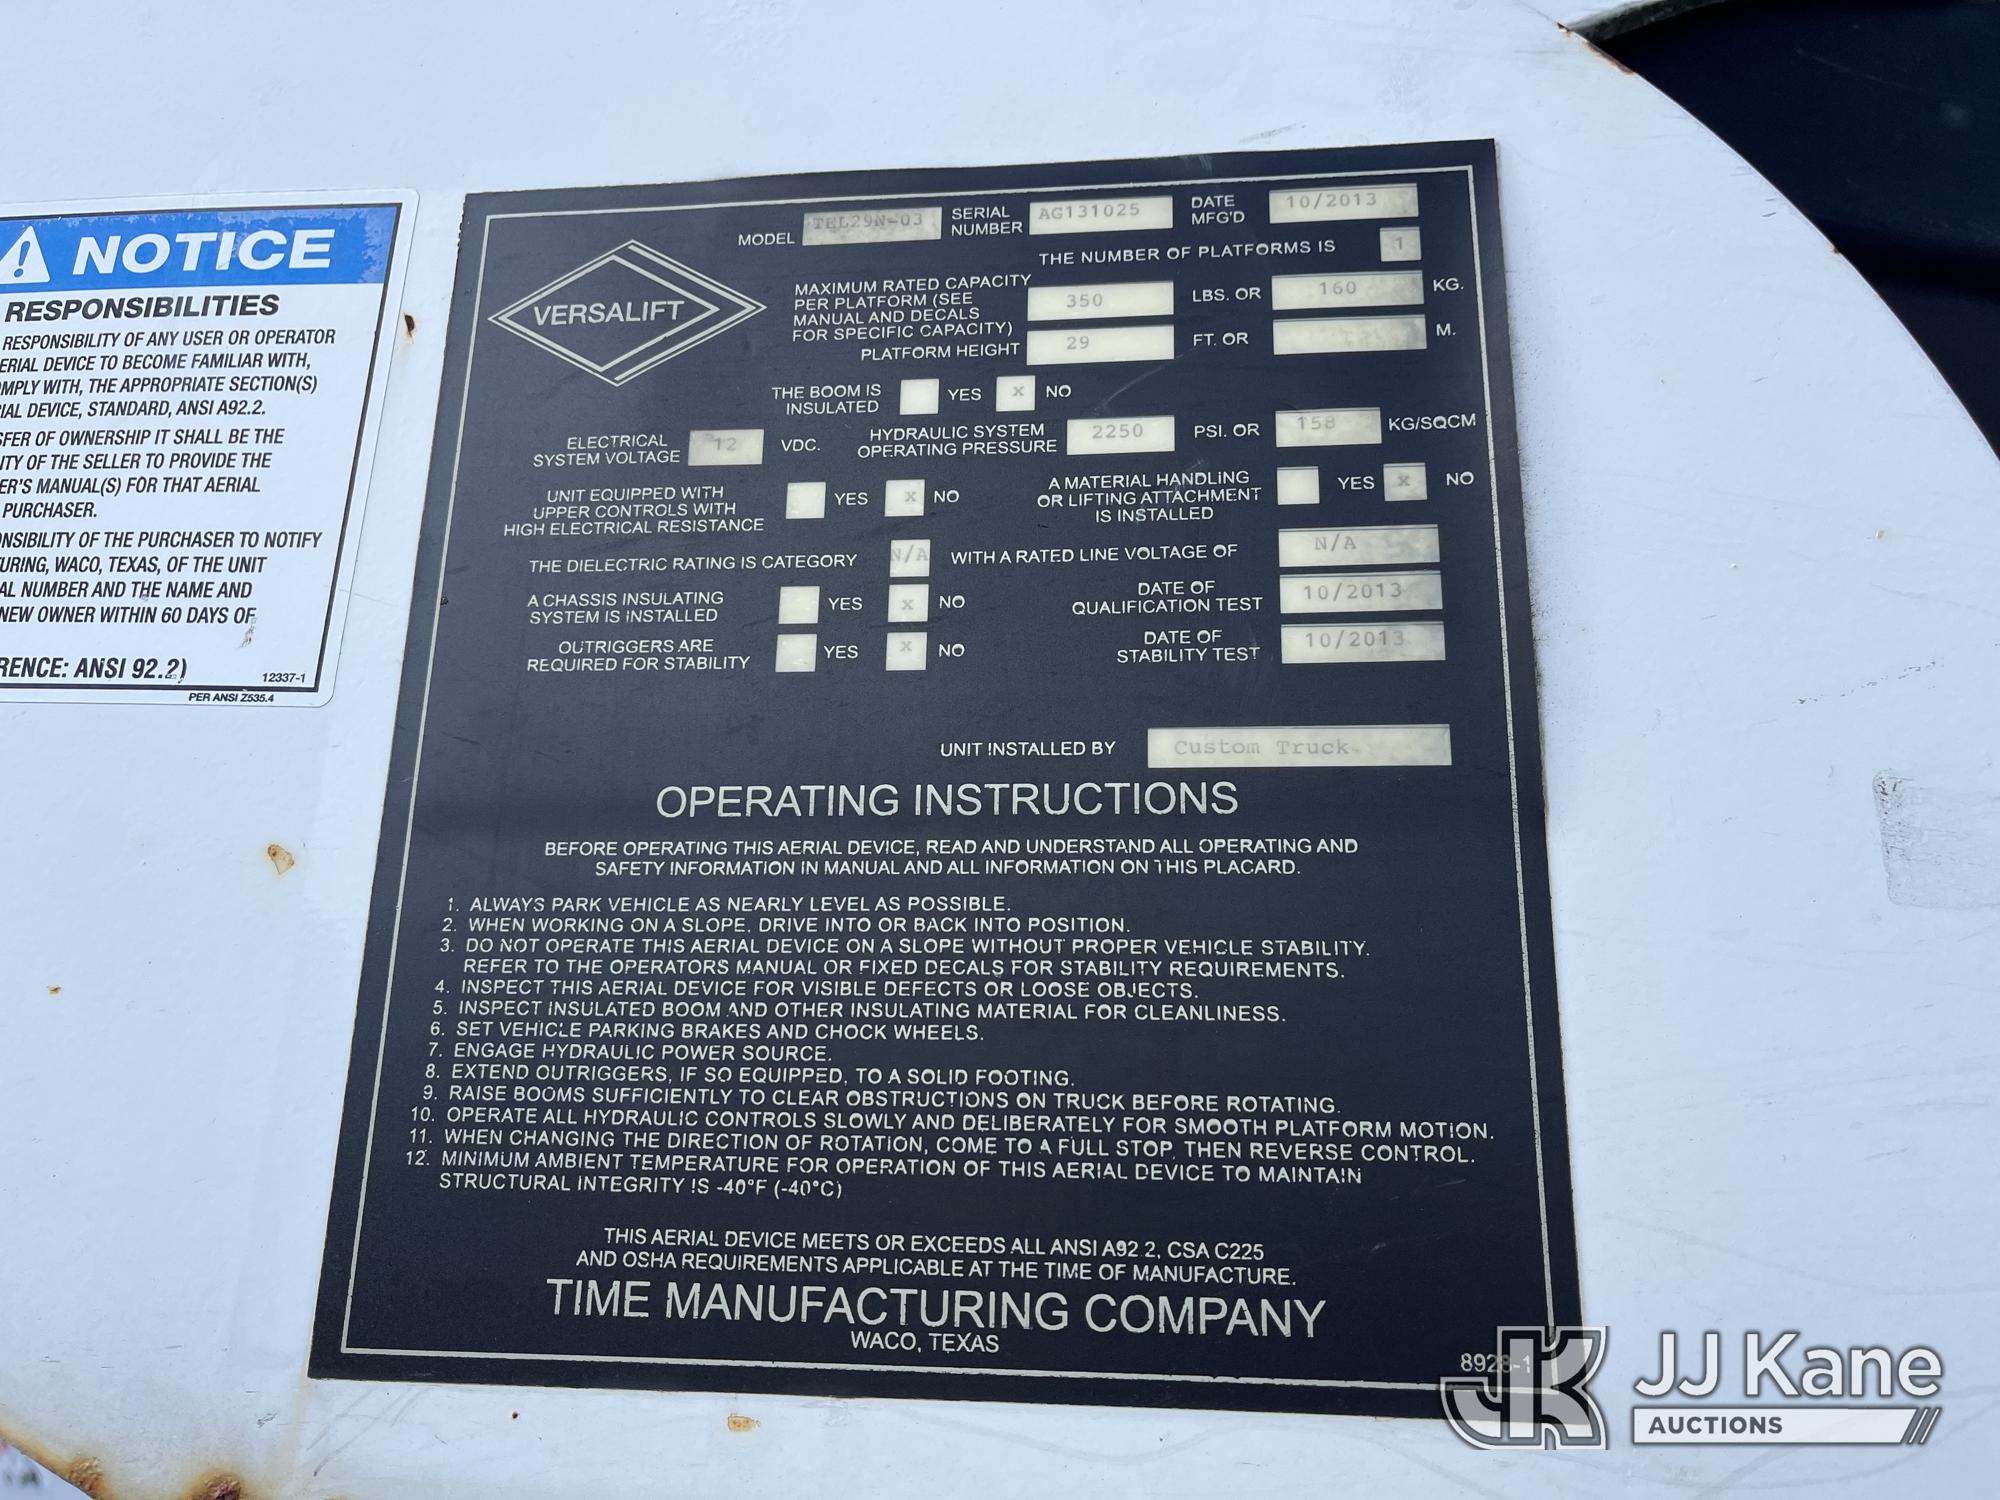 NOTICE
RESPONSIBILITIES
RESPONSIBILITY OF ANY USER OR OPERATOR
ERIAL DEVICE TO BECOME FAMILIAR WITH,
OMPLY WITH, THE APPROPRIATE SECTION(S)
IAL DEVICE, STANDARD, ANSI A92.2.
SFER OF OWNERSHIP IT SHALL BE THE
ITY OF THE SELLER TO PROVIDE THE
ER'S MANUAL(S) FOR THAT AERIAL
PURCHASER.
ONSIBILITY OF THE PURCHASER TO NOTIFY
TURING, WACO, TEXAS, OF THE UNIT
AL NUMBER AND THE NAME AND
NEW OWNER WITHIN 60 DAYS OF
RENCE: ANSI 92.2)
12337-1
PER ANSI Z535.4
MODEL TEL29N-03 SERIAL NUMBER AG131025 DATE MFG'D 10/2013
THE NUMBER OF PLATFORMS IS 1
VERSALIFT
MAXIMUM RATED CAPACITY
PER PLATFORM (SEE
MANUAL AND DECALS
FOR SPECIFIC CAPACITY) 350 LBS. OR 160 KG.
PLATFORM HEIGHT 29 FT. OR M.
THE BOOM IS
INSULATED YES x NO
ELECTRICAL
SYSTEM VOLTAGE 12 VDC.
HYDRAULIC SYSTEM
OPERATING PRESSURE 2250 PSI. OR 158 KG/SQCM
UNIT EQUIPPED WITH
UPPER CONTROLS WITH
HIGH ELECTRICAL RESISTANCE YES x NO
A MATERIAL HANDLING
OR LIFTING ATTACHMENT
IS INSTALLED YES x NO
THE DIELECTRIC RATING IS CATEGORY N/A WITH A RATED LINE VOLTAGE OF N/A
A CHASSIS INSULATING
SYSTEM IS INSTALLED YES x NO
DATE OF
QUALIFICATION TEST 10/2013
OUTRIGGERS ARE
REQUIRED FOR STABILITY YES x NO
DATE OF
STABILITY TEST 10/2013
UNIT INSTALLED BY Custom Truck
OPERATING INSTRUCTIONS
BEFORE OPERATING THIS AERIAL DEVICE, READ AND UNDERSTAND ALL OPERATING AND
SAFETY INFORMATION IN MANUAL AND ALL INFORMATION ON THIS PLACARD.
1. ALWAYS PARK VEHICLE AS NEARLY LEVEL AS POSSIBLE.
2. WHEN WORKING ON A SLOPE, DRIVE INTO OR BACK INTO POSITION.
3. DO NOT OPERATE THIS AERIAL DEVICE ON A SLOPE WITHOUT PROPER VEHICLE STABILITY.
REFER TO THE OPERATORS MANUAL OR FIXED DECALS FOR STABILITY REQUIREMENTS.
4. INSPECT THIS AERIAL DEVICE FOR VISIBLE DEFECTS OR LOOSE OBJECTS.
5. INSPECT INSULATED BOOM AND OTHER INSULATING MATERIAL FOR CLEANLINESS.
6. SET VEHICLE PARKING BRAKES AND CHOCK WHEELS.
7. ENGAGE HYDRAULIC POWER SOURCE.
8. EXTEND OUTRIGGERS, IF SO EQUIPPED, TO A SOLID FOOTING.
9. RAISE BOOMS SUFFICIENTLY TO CLEAR OBSTRUCTIONS ON TRUCK BEFORE ROTATING.
10. OPERATE ALL HYDRAULIC CONTROLS SLOWLY AND DELIBERATELY FOR SMOOTH PLATFORM MOTION.
11. WHEN CHANGING THE DIRECTION OF ROTATION, COME TO A FULL STOP, THEN REVERSE CONTROL.
12. MINIMUM AMBIENT TEMPERATURE FOR OPERATION OF THIS AERIAL DEVICE TO MAINTAIN
STRUCTURAL INTEGRITY IS -40°F (-40°C)
THIS AERIAL DEVICE MEETS OR EXCEEDS ALL ANSI A92.2, CSA C225
AND OSHA REQUIREMENTS APPLICABLE AT THE TIME OF MANUFACTURE.
TIME MANUFACTURING COMPANY
WACO, TEXAS
8928-1
JK JJ Kane
AUCTIONS